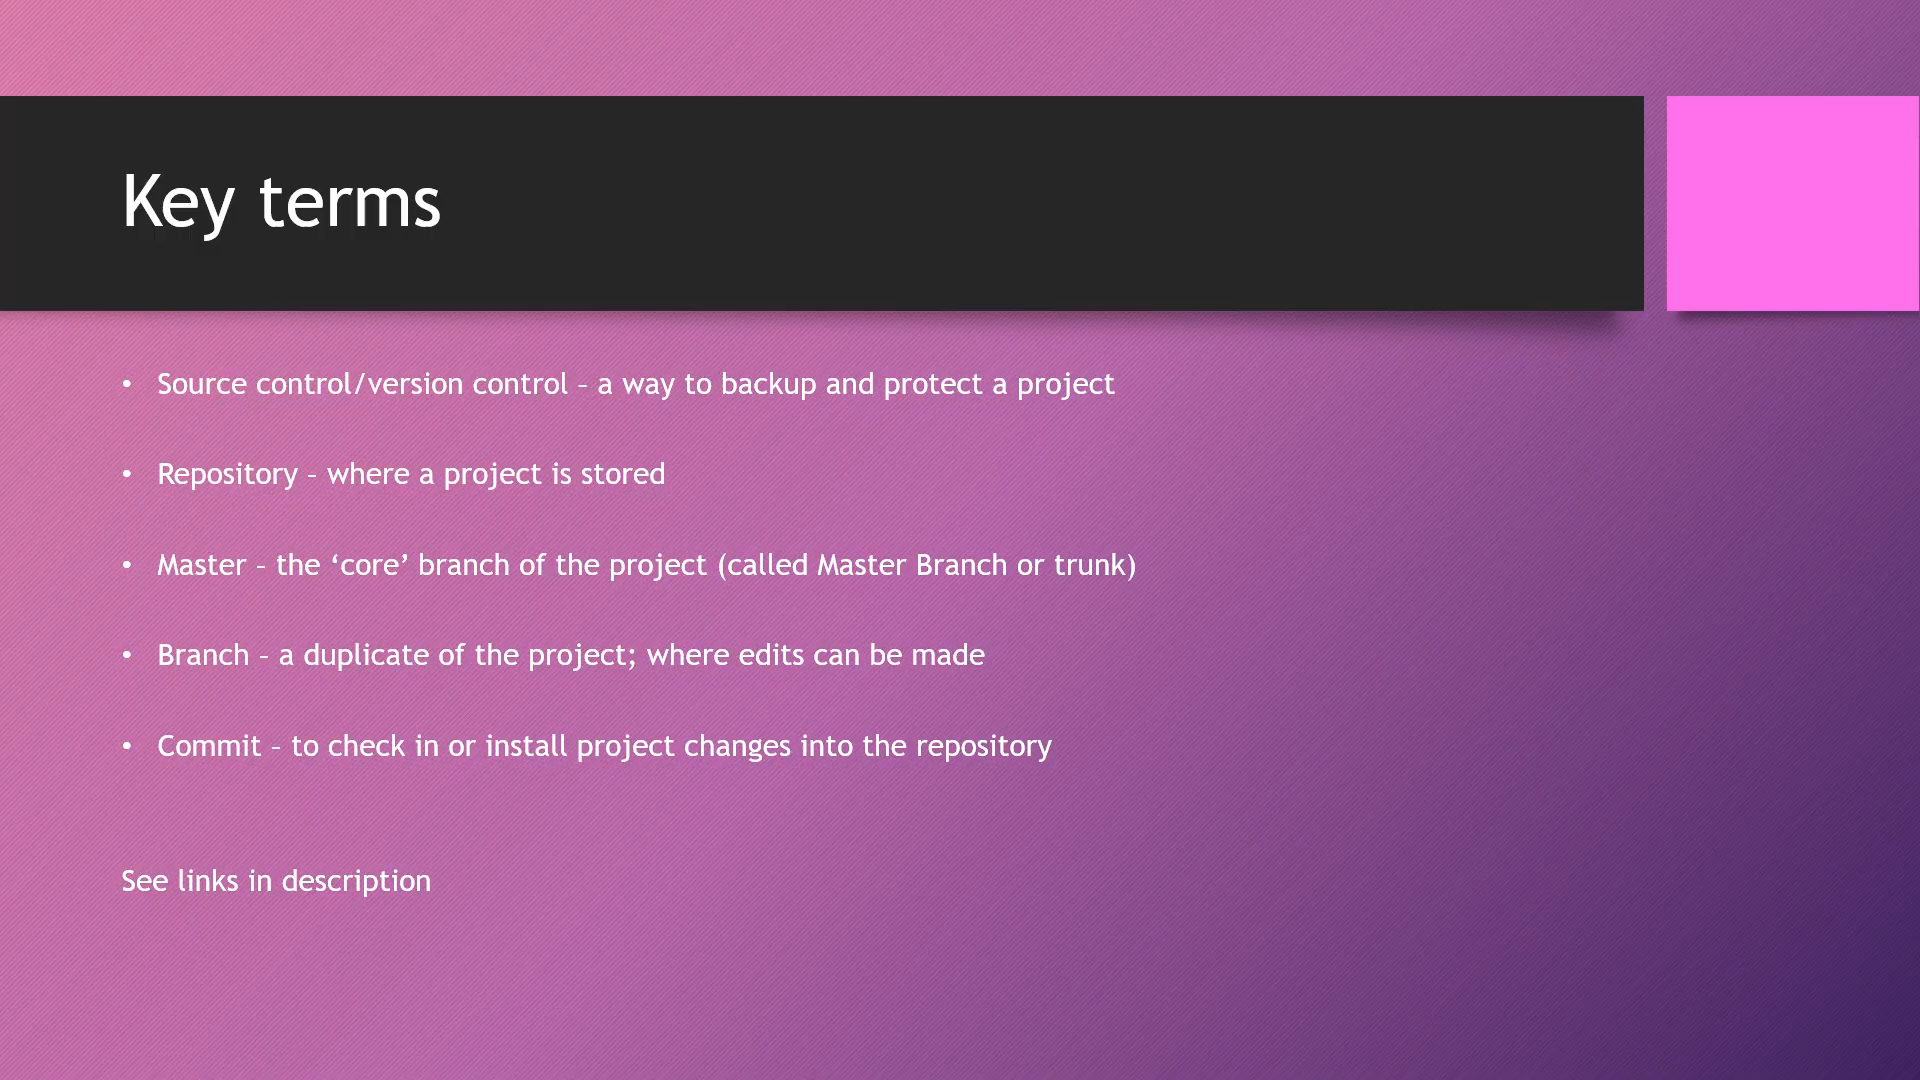 Key terms
• Source control/version control – a way to backup and protect a project
• Repository – where a project is stored
• Master – the ‘core’ branch of the project (called Master Branch or trunk)
• Branch – a duplicate of the project; where edits can be made
• Commit – to check in or install project changes into the repository
See links in description